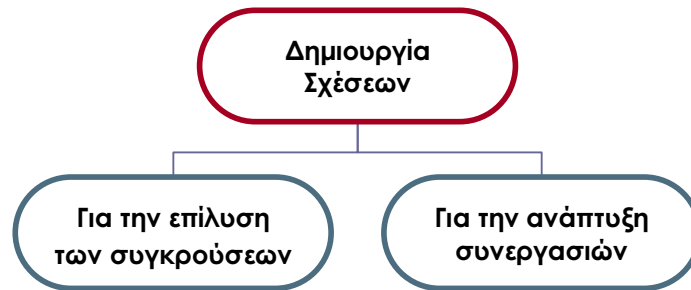 Δημιουργία
Σχέσεων
Για την επίλυση
των συγκρούσεων
Για την ανάπτυξη
συνεργασιών